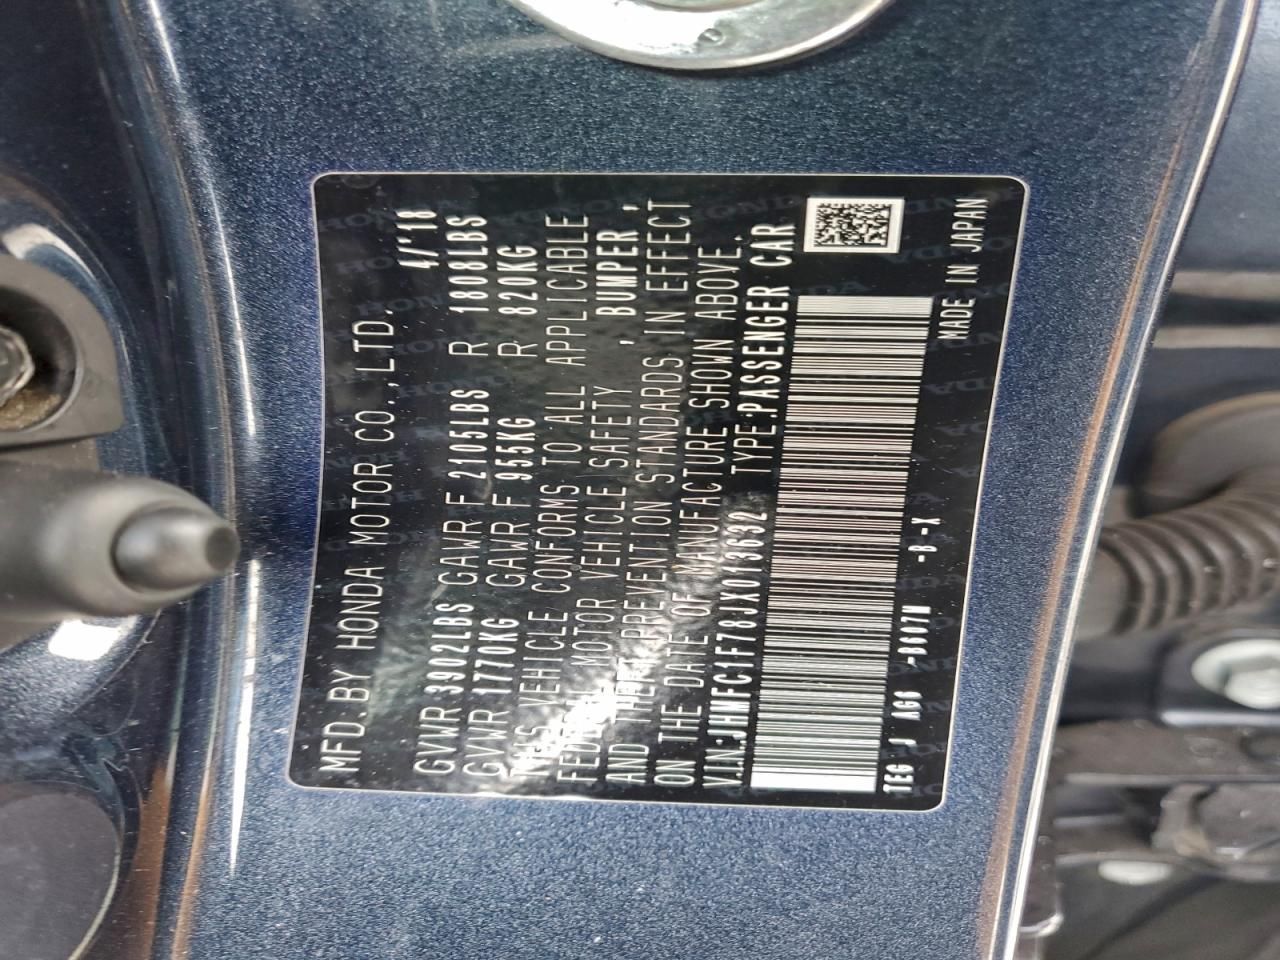 MFD. BY HONDA MOTOR CO., LTD.
4/'18
GVWR 3902LBS GAWR F 2105LBS R 1808LBS
GVWR 1770KG GAWR F 955KG R 820KG
THIS VEHICLE CONFORMS TO ALL APPLICABLE
FEDERAL MOTOR VEHICLE SAFETY , BUMPER ,
AND THEFT PREVENTION STANDARDS IN EFFECT
ON THE DATE OF MANUFACTURE SHOWN ABOVE.
V.I.N.:JHMFC1F78JX013632 TYPE:PASSENGER CAR
TEG J AG6 -B607M -B-X
MADE IN JAPAN